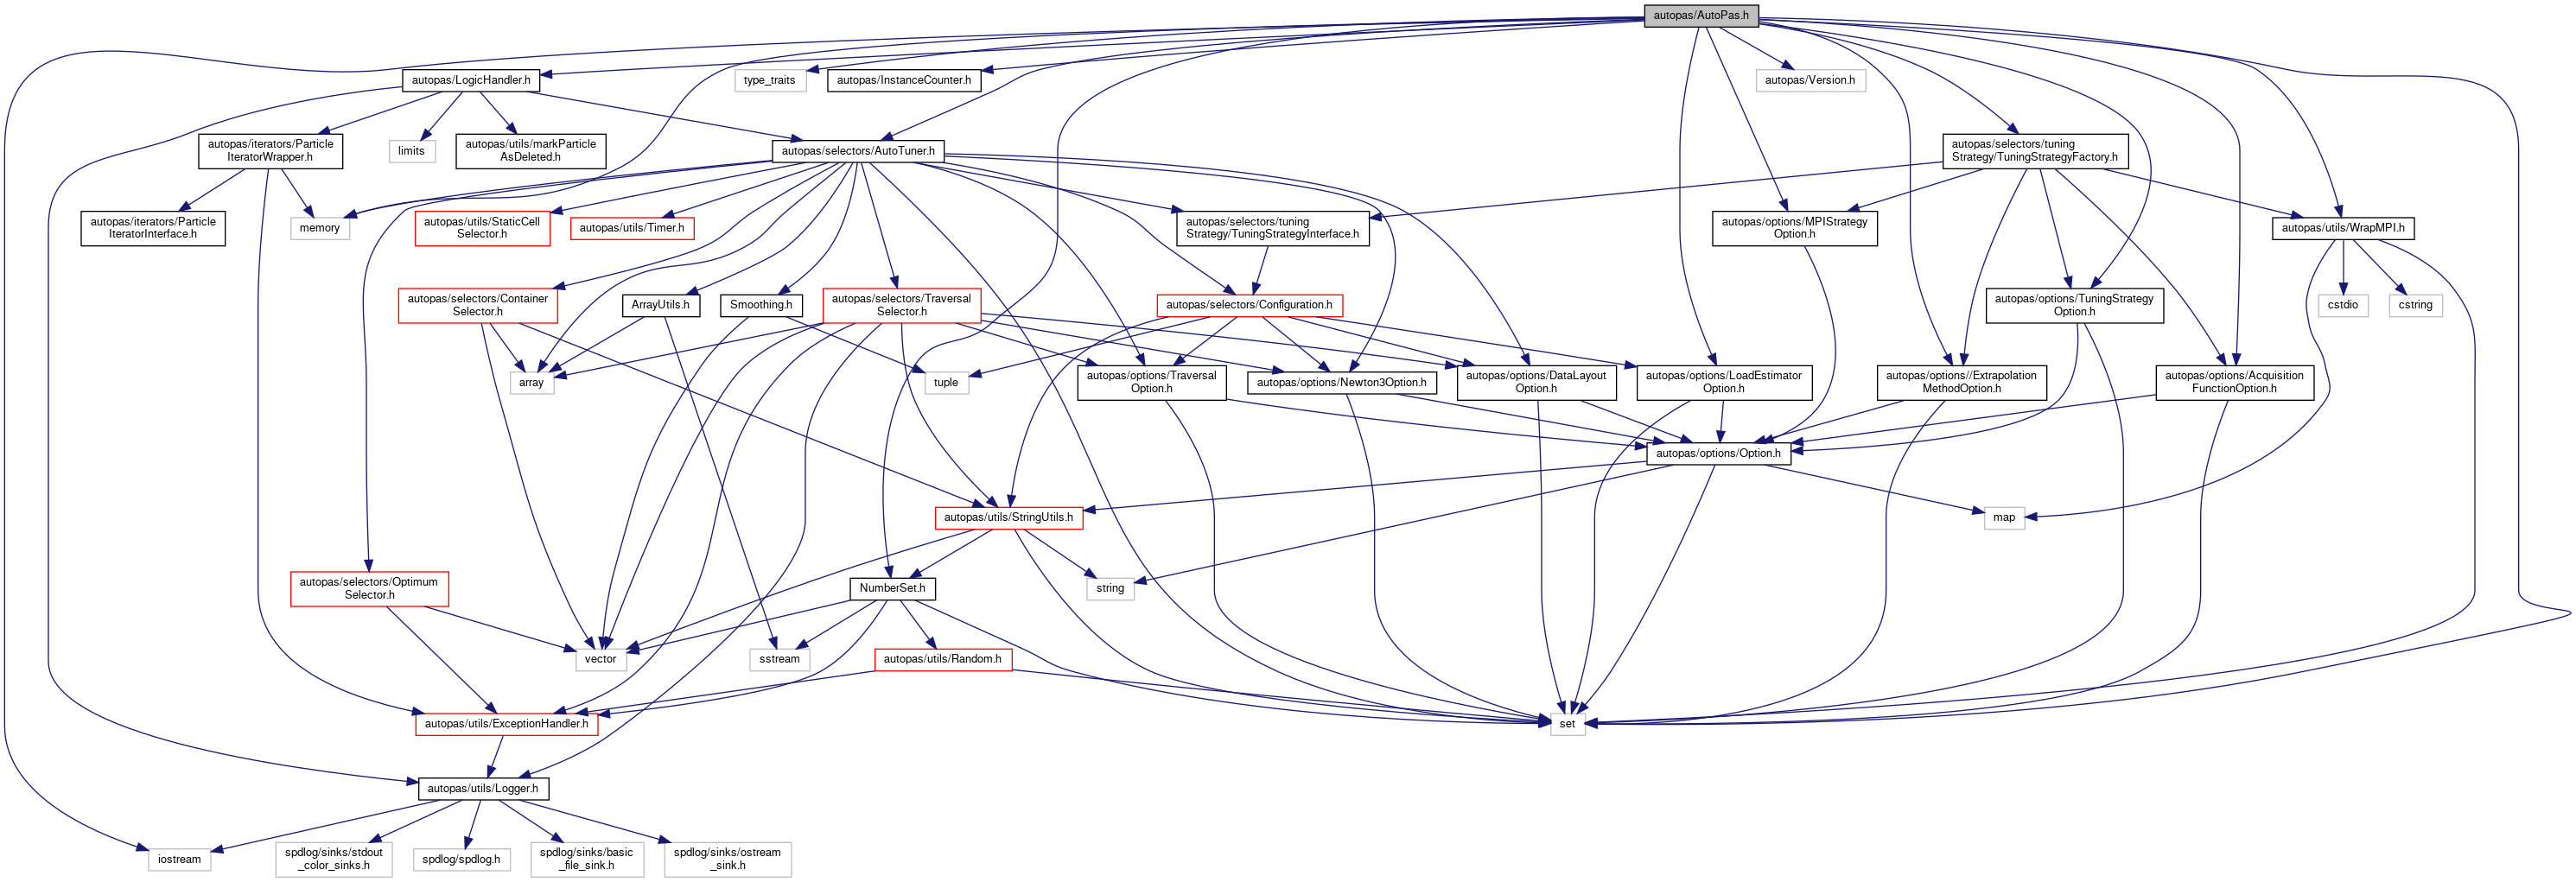 autopas/AutoPas.h
autopas/LogicHandler.h
type_traits
autopas/InstanceCounter.h
autopas/Version.h
autopas/iterators/Particle
IteratorWrapper.h
limits
autopas/utils/markParticle
AsDeleted.h
autopas/selectors/AutoTuner.h
autopas/selectors/tuning
Strategy/TuningStrategyFactory.h
autopas/iterators/Particle
IteratorInterface.h
memory
autopas/utils/StaticCell
Selector.h
autopas/utils/Timer.h
autopas/selectors/tuning
Strategy/TuningStrategyInterface.h
autopas/options/MPIStrategy
Option.h
autopas/utils/WrapMPI.h
autopas/selectors/Container
Selector.h
ArrayUtils.h
Smoothing.h
autopas/selectors/Traversal
Selector.h
autopas/selectors/Configuration.h
autopas/options/TuningStrategy
Option.h
cstdio
cstring
array
tuple
autopas/options/Traversal
Option.h
autopas/options/Newton3Option.h
autopas/options/DataLayout
Option.h
autopas/options/LoadEstimator
Option.h
autopas/options//Extrapolation
MethodOption.h
autopas/options/Acquisition
FunctionOption.h
autopas/options/Option.h
autopas/utils/StringUtils.h
map
autopas/selectors/Optimum
Selector.h
NumberSet.h
string
vector
sstream
autopas/utils/Random.h
autopas/utils/ExceptionHandler.h
set
autopas/utils/Logger.h
iostream
spdlog/sinks/stdout
_color_sinks.h
spdlog/spdlog.h
spdlog/sinks/basic
_file_sink.h
spdlog/sinks/ostream
_sink.h